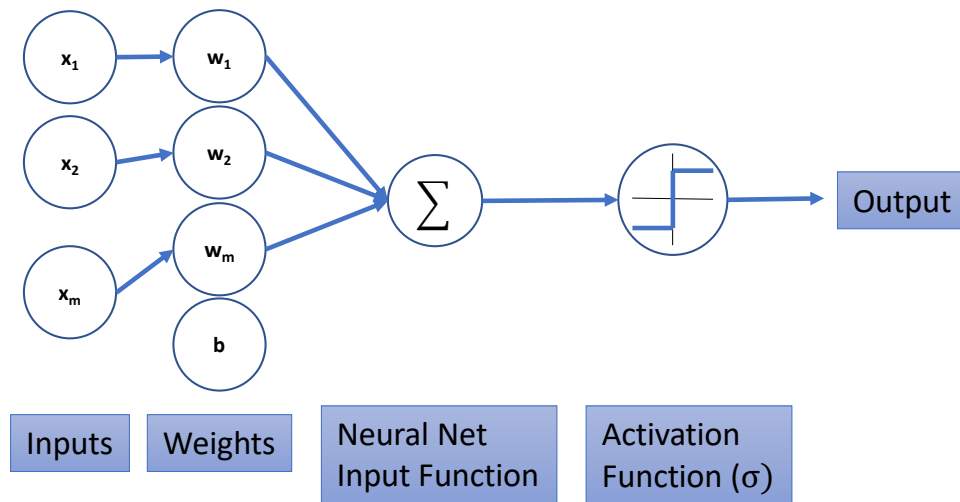 x₁
w₁
x₂
w₂
∑
Output
wₘ
xₘ
b
Inputs
Weights
Neural Net
Input Function
Activation
Function (σ)